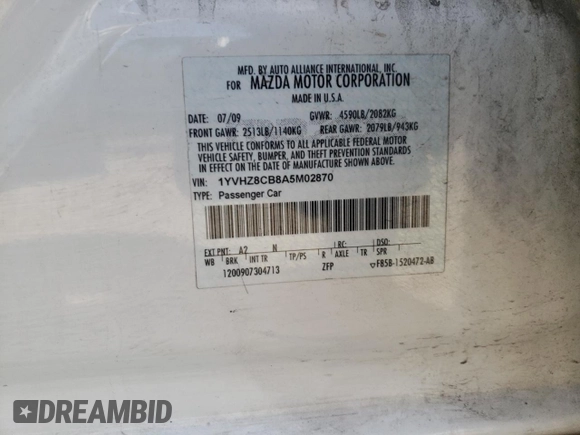 MFD. BY AUTO ALLIANCE INTERNATIONAL, INC.
FOR MAZDA MOTOR CORPORATION
MADE IN U.S.A.
DATE 07/09 GVWR: 4590LB/2082KG
FRONT GAWR: 2513LB/1140KG REAR GAWR: 2079LB/943KG
THIS VEHICLE CONFORMS TO ALL APPLICABLE FEDERAL MOTOR
VEHICLE SAFETY, BUMPER, AND THEFT PREVENTION STANDARDS
IN EFFECT ON THE DATE OF MANUFACTURE SHOWN ABOVE.
VIN: 1YVHZ8CB8A5M02870
TYPE: Passenger Car
EXT PNT: A2 N RC: DSO:
WB BRK INT TR TP/PS R AXLE TR SPR
1200907304713 ZFP F85B-1520472-AB
DREAMBID